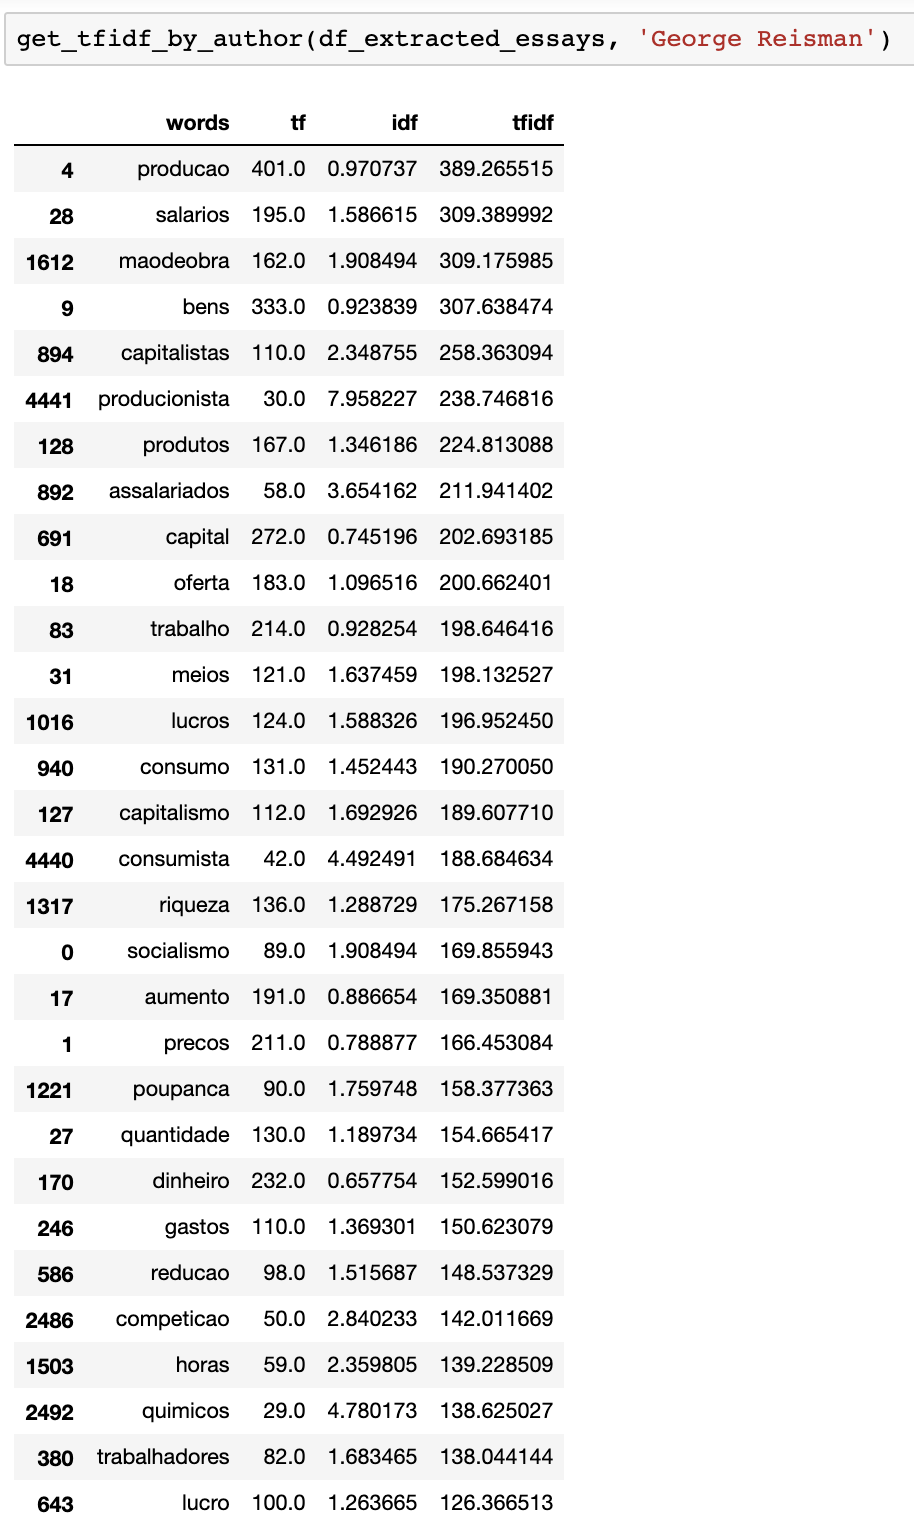 get_tfidf_by_author(df_extracted_essays, 'George Reisman')
words tf idf tfidf
4 producao 401.0 0.970737 389.265515
28 salarios 195.0 1.586615 309.389992
1612 maodeobra 162.0 1.908494 309.175985
9 bens 333.0 0.923839 307.638474
894 capitalistas 110.0 2.348755 258.363094
4441 producionista 30.0 7.958227 238.746816
128 produtos 167.0 1.346186 224.813088
892 assalariados 58.0 3.654162 211.941402
691 capital 272.0 0.745196 202.693185
18 oferta 183.0 1.096516 200.662401
83 trabalho 214.0 0.928254 198.646416
31 meios 121.0 1.637459 198.132527
1016 lucros 124.0 1.588326 196.952450
940 consumo 131.0 1.452443 190.270050
127 capitalismo 112.0 1.692926 189.607710
4440 consumista 42.0 4.492491 188.684634
1317 riqueza 136.0 1.288729 175.267158
0 socialismo 89.0 1.908494 169.855943
17 aumento 191.0 0.886654 169.350881
1 precos 211.0 0.788877 166.453084
1221 poupanca 90.0 1.759748 158.377363
27 quantidade 130.0 1.189734 154.665417
170 dinheiro 232.0 0.657754 152.599016
246 gastos 110.0 1.369301 150.623079
586 reducao 98.0 1.515687 148.537329
2486 competicao 50.0 2.840233 142.011669
1503 horas 59.0 2.359805 139.228509
2492 quimicos 29.0 4.780173 138.625027
380 trabalhadores 82.0 1.683465 138.044144
643 lucro 100.0 1.263665 126.366513